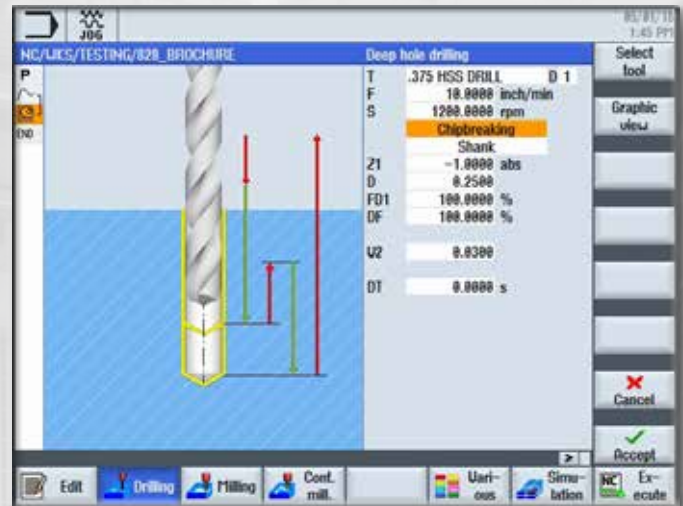 JOG
1:45 PM
NC/WKS/TESTING/828_BROCHURE
Deep hole drilling
Select tool
P
T .375 HSS DRILL D 1
F 10.0000 inch/min
S 1200.0000 rpm
Graphic view
Chipbreaking
END
Shank
Z1 -1.0000 abs
D 0.2500
FD1 100.0000 %
DF 100.0000 %
V2 0.0300
DT 0.0000 s
Cancel
Accept
>
Edit
Drilling
Milling
Cont. mill.
Vari- ous
Simu- lation
NC Ex- ecute